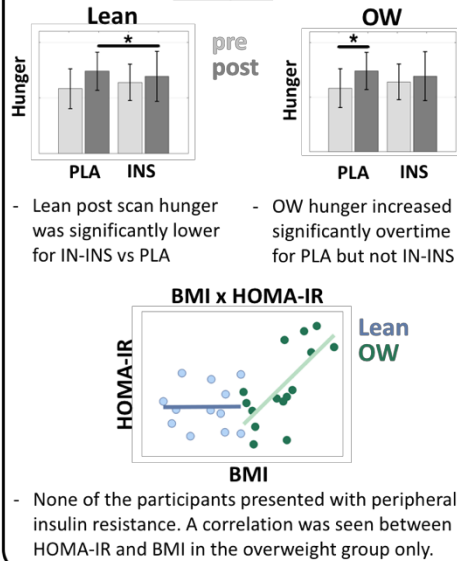 Lean
OW
*
*
pre
post
Hunger
Hunger
PLA INS
PLA INS
- Lean post scan hunger
was significantly lower
for IN-INS vs PLA
- OW hunger increased
significantly overtime
for PLA but not IN-INS
BMI x HOMA-IR
Lean
OW
HOMA-IR
BMI
- None of the participants presented with peripheral
insulin resistance. A correlation was seen between
HOMA-IR and BMI in the overweight group only.